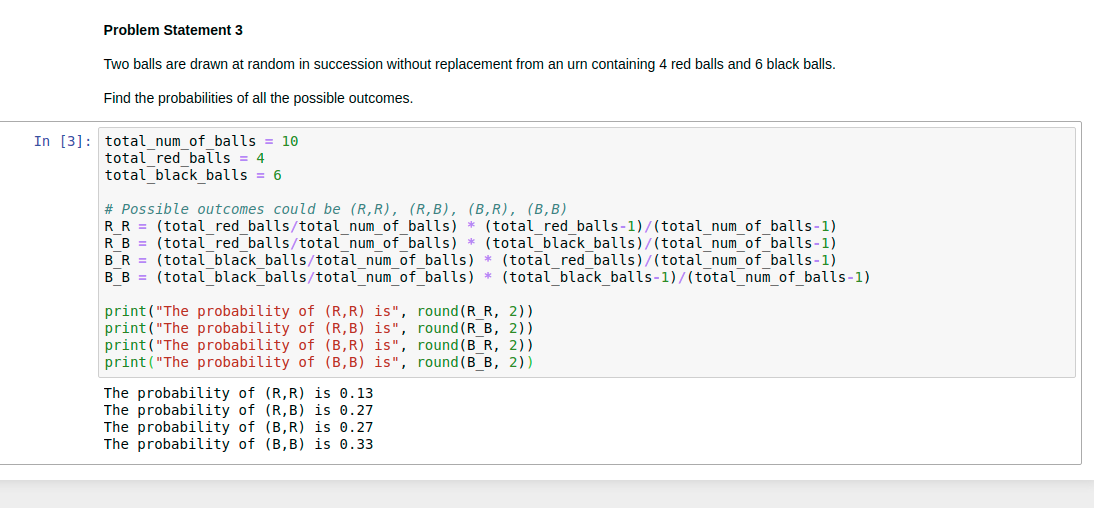 Problem Statement 3
Two balls are drawn at random in succession without replacement from an urn containing 4 red balls and 6 black balls.
Find the probabilities of all the possible outcomes.
In [3]: total_num_of_balls = 10
total_red_balls = 4
total_black_balls = 6
# Possible outcomes could be (R,R), (R,B), (B,R), (B,B)
R_R = (total_red_balls/total_num_of_balls) * (total_red_balls-1)/(total_num_of_balls-1)
R_B = (total_red_balls/total_num_of_balls) * (total_black_balls)/(total_num_of_balls-1)
B_R = (total_black_balls/total_num_of_balls) * (total_red_balls)/(total_num_of_balls-1)
B_B = (total_black_balls/total_num_of_balls) * (total_black_balls-1)/(total_num_of_balls-1)
print("The probability of (R,R) is", round(R_R, 2))
print("The probability of (R,B) is", round(R_B, 2))
print("The probability of (B,R) is", round(B_R, 2))
print("The probability of (B,B) is", round(B_B, 2))
The probability of (R,R) is 0.13
The probability of (R,B) is 0.27
The probability of (B,R) is 0.27
The probability of (B,B) is 0.33